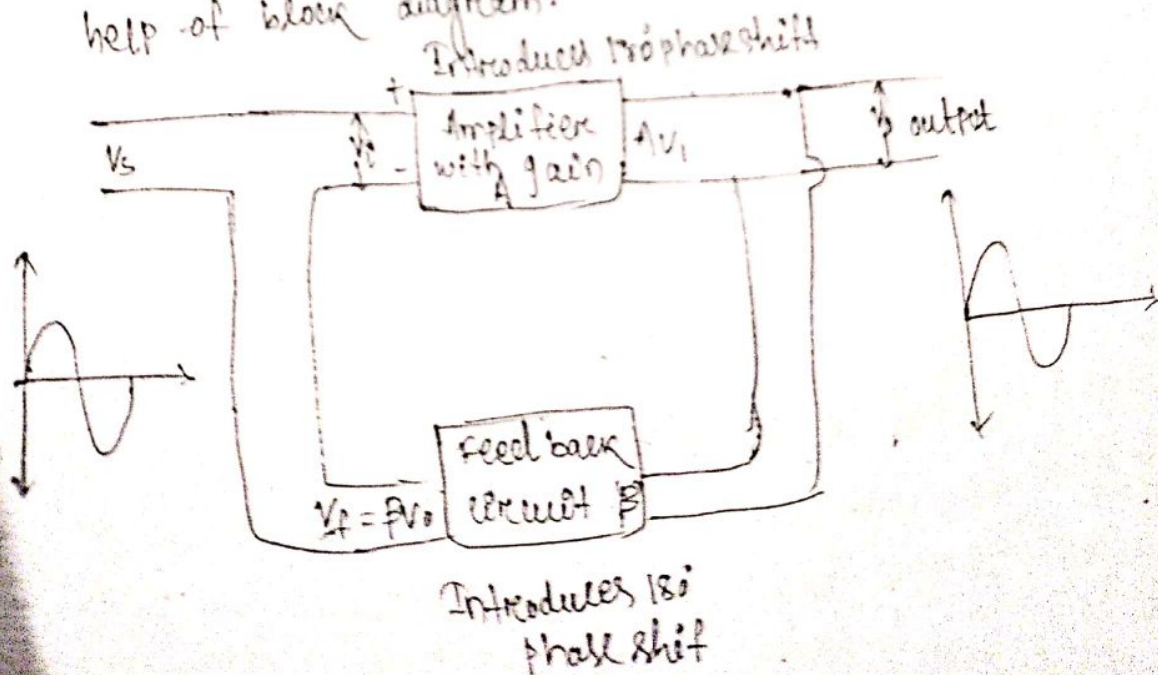 help of block diagram.
Introduces 180° phase shift
+
Vs
Vi
-
Amplifier
with gain
A
AVi
Vo output
Feed back
circuit β
Vf = βVo
Introduces 180°
phase shif